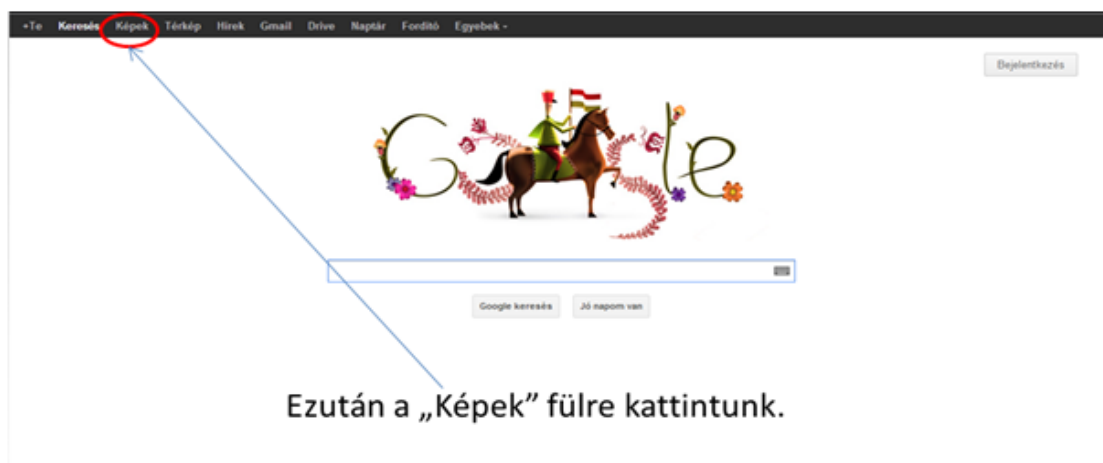 +Te Keresés Képek Térkép Hírek Gmail Drive Naptár Fordító Egyebek
Bejelentkezés
Google
Google keresés Jó napom van
Ezután a „Képek” fülre kattintunk.